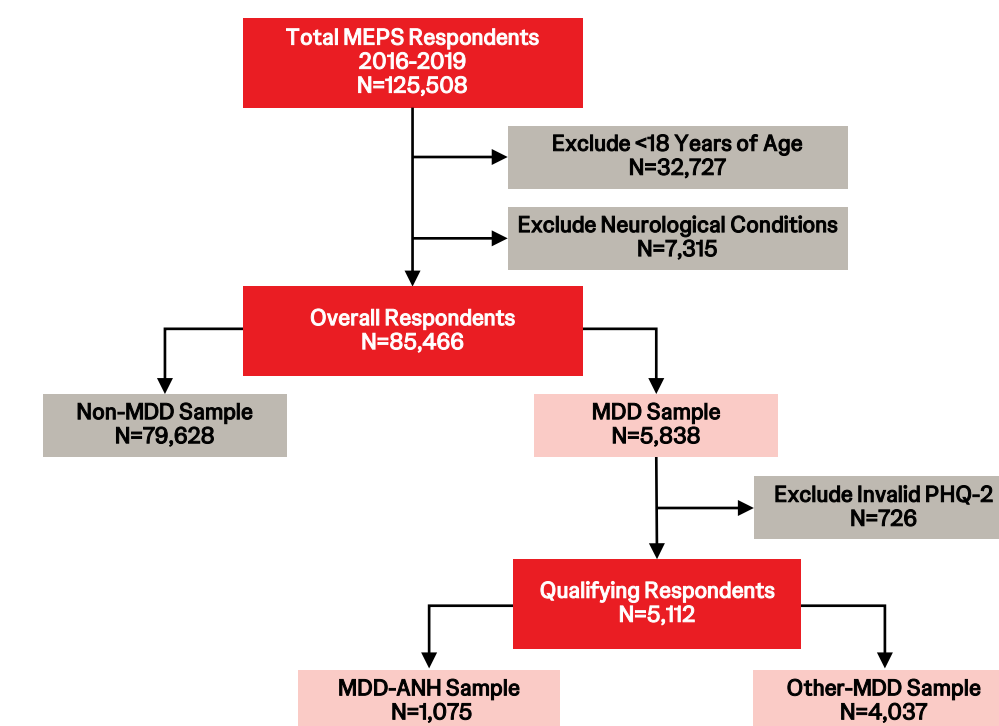 Total MEPS Respondents
2016-2019
N=125,508
Exclude <18 Years of Age
N=32,727
Exclude Neurological Conditions
N=7,315
Overall Respondents
N=85,466
Non-MDD Sample
N=79,628
MDD Sample
N=5,838
Exclude Invalid PHQ-2
N=726
Qualifying Respondents
N=5,112
MDD-ANH Sample
N=1,075
Other-MDD Sample
N=4,037